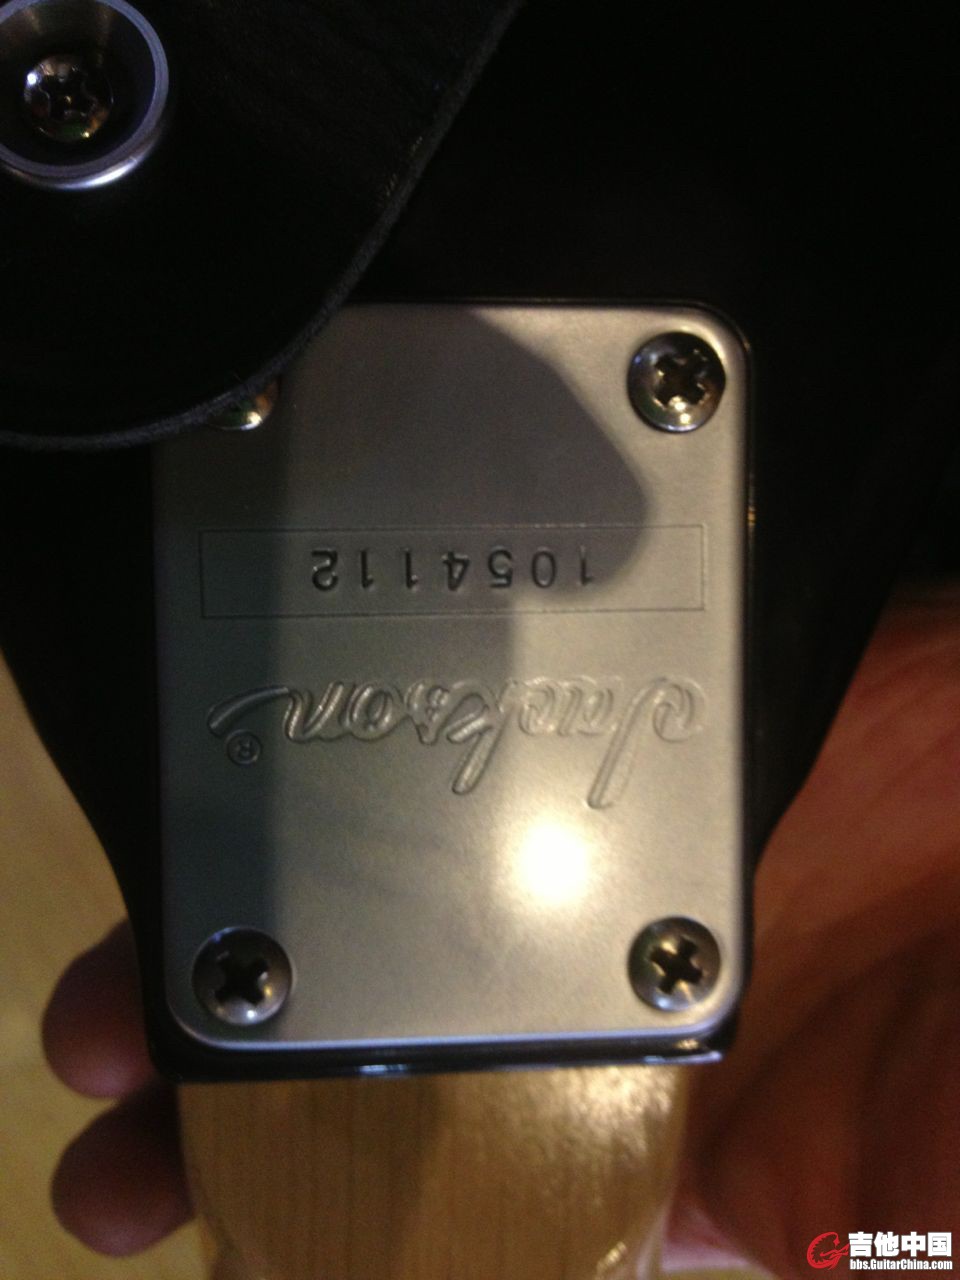 Jackson®
1054112
吉他中国
bbs.GuitarChina.com